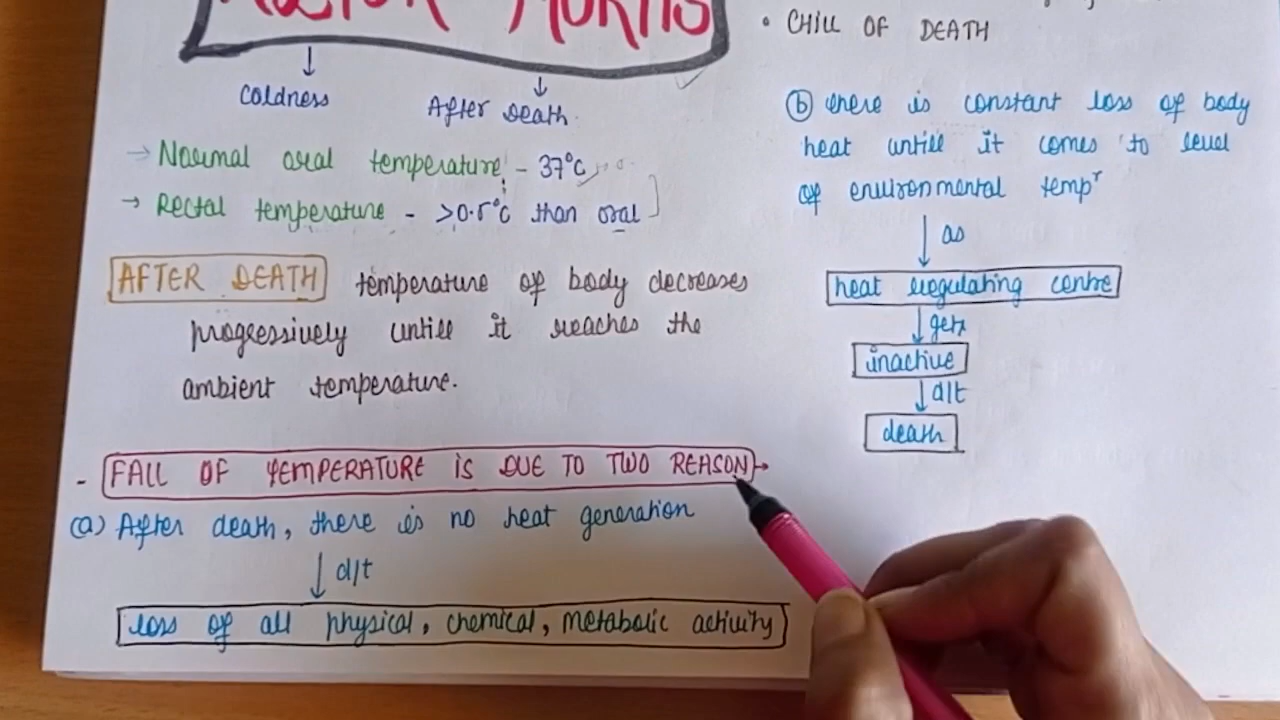 MORTIS
Coldness
After Death
→ Normal oral temperature - 37°C
→ Rectal temperature - >0.5°C than oral
AFTER DEATH temperature of body decreases
progressively untill it reaches the
ambient temperature.
- FALL OF TEMPERATURE IS DUE TO TWO REASON →
(a) After death, there is no heat generation
↓ d/t
loss of all physical, chemical, metabolic activity
• CHILL OF DEATH
(b) there is constant loss of body
heat untill it comes to level
of environmental tempr
↓ as
heat regulating centre
↓ gets
inactive
↓ d/t
death